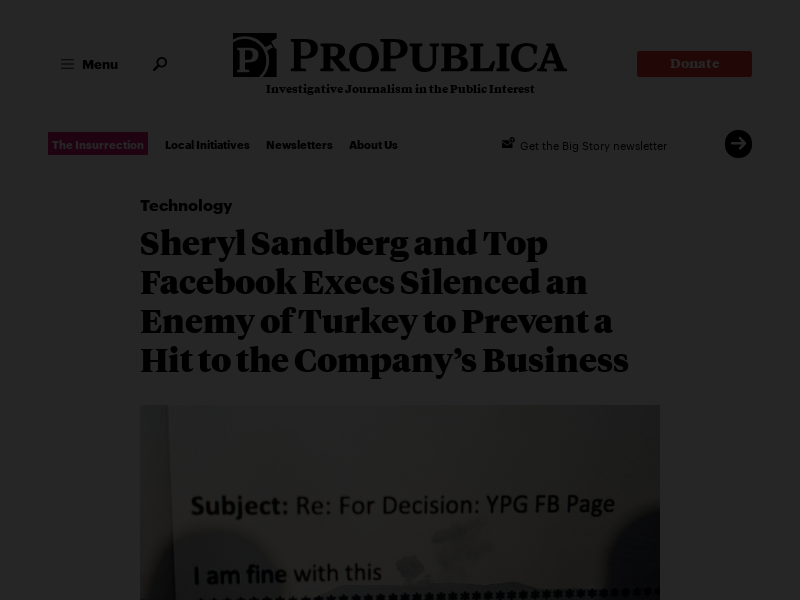 Menu
PROPUBLICA
Investigative Journalism in the Public Interest
Donate
The Insurrection
Local Initiatives
Newsletters
About Us
Get the Big Story newsletter
Technology
Sheryl Sandberg and Top
Facebook Execs Silenced an
Enemy of Turkey to Prevent a
Hit to the Company’s Business
Subject: Re: For Decision: YPG FB Page
I am fine with this